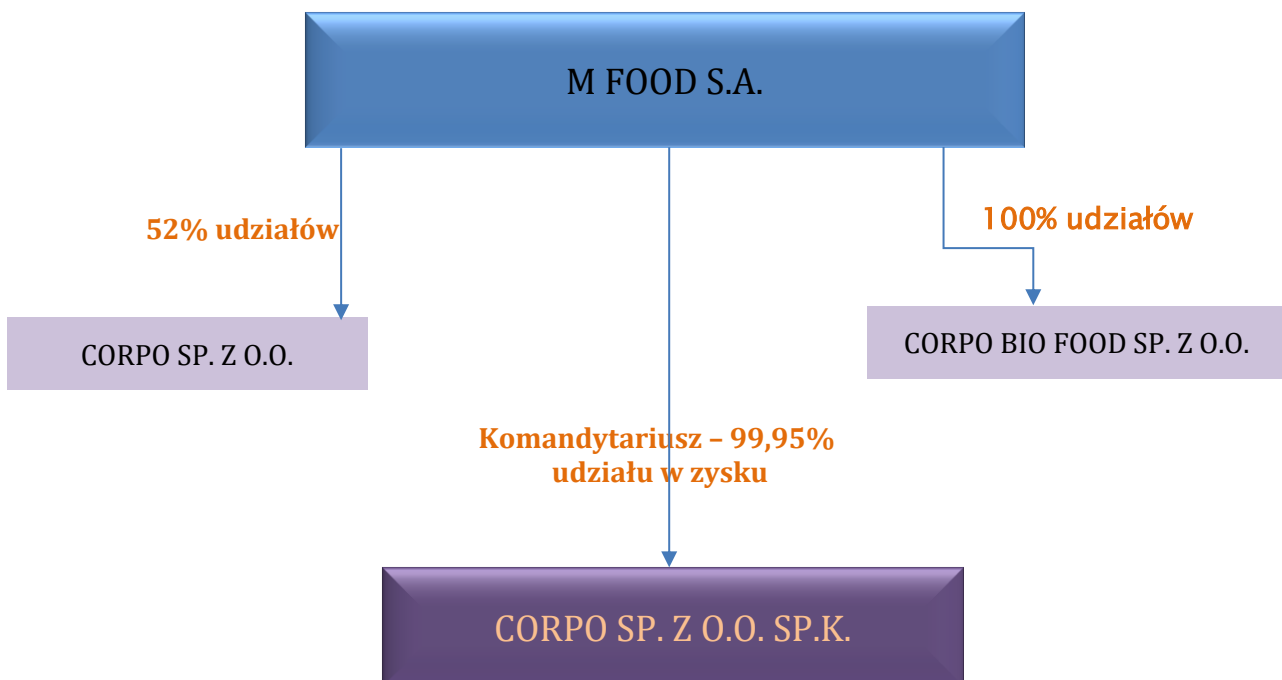 M FOOD S.A.
52% udziałów
100% udziałów
CORPO SP. Z O.O.
CORPO BIO FOOD SP. Z O.O.
Komandytariusz – 99,95%
udziału w zysku
CORPO SP. Z O.O. SP.K.